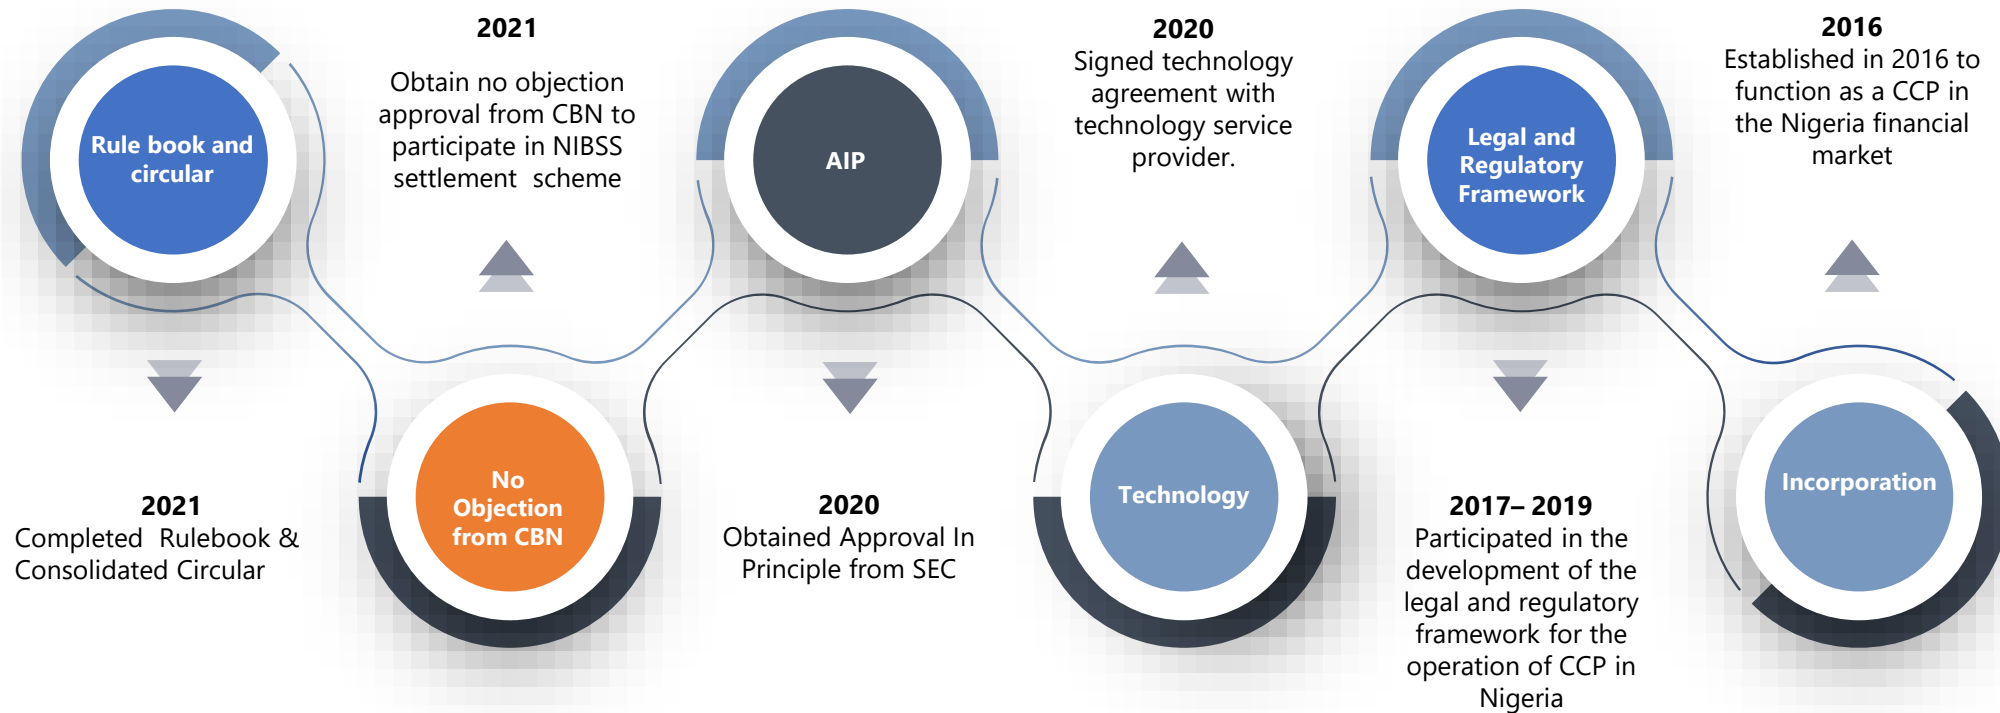 Rule book and
circular
2021
Completed Rulebook &
Consolidated Circular
2021
Obtain no objection
approval from CBN to
participate in NIBSS
settlement scheme
No
Objection
from CBN
AIP
2020
Obtained Approval In
Principle from SEC
2020
Signed technology
agreement with
technology service
provider.
Technology
Legal and
Regulatory
Framework
2017– 2019
Participated in the
development of the
legal and regulatory
framework for the
operation of CCP in
Nigeria
2016
Established in 2016 to
function as a CCP in
the Nigeria financial
market
Incorporation